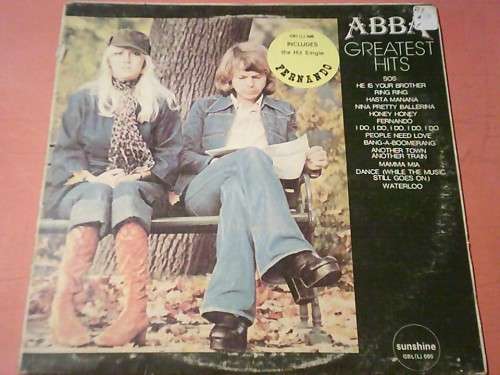 ABBA
GREATEST
HITS
INCLUDES
the Hit Single
FERNANDO
SOS
HE IS YOUR BROTHER
RING RING
HASTA MANANA
NINA PRETTY BALLERINA
HONEY HONEY
FERNANDO
I DO, I DO, I DO, I DO, I DO
PEOPLE NEED LOVE
BANG-A-BOOMERANG
ANOTHER TOWN
ANOTHER TRAIN
MAMMA MIA
DANCE (WHILE THE MUSIC
STILL GOES ON)
WATERLOO
sunshine